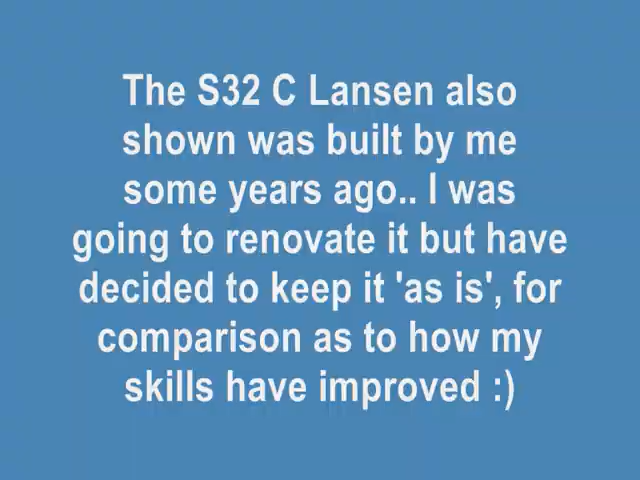 The S32 C Lansen also
shown was built by me
some years ago.. I was
going to renovate it but have
decided to keep it 'as is', for
comparison as to how my
skills have improved :)